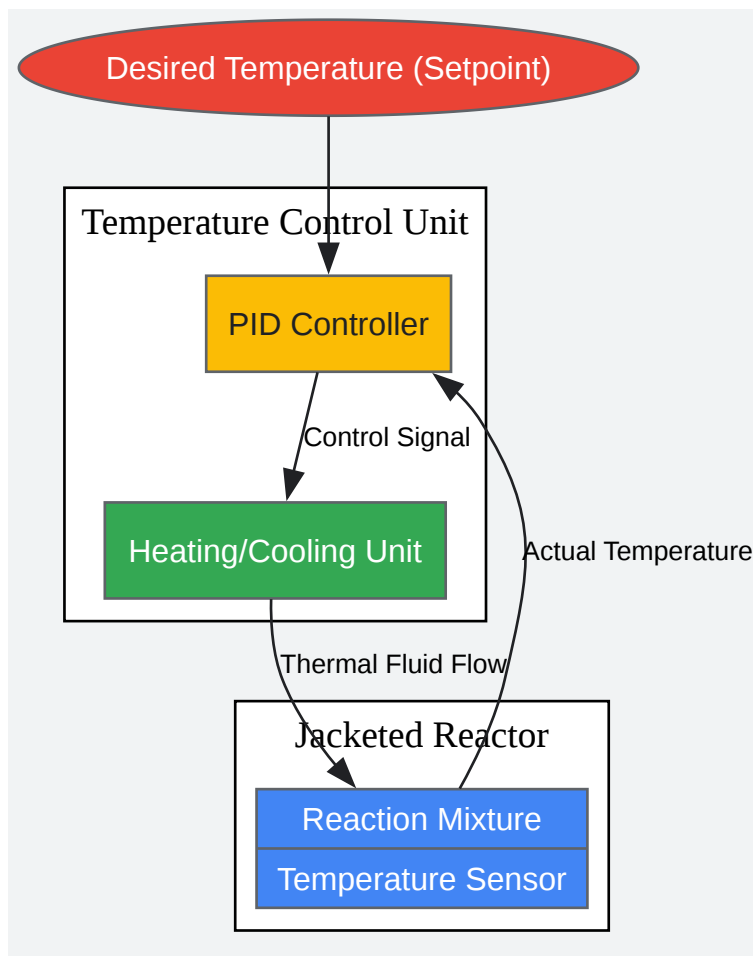 Desired Temperature (Setpoint)
Temperature Control Unit
PID Controller
Control Signal
Heating/Cooling Unit
Actual Temperature
Thermal Fluid Flow
Jacketed Reactor
Reaction Mixture
Temperature Sensor